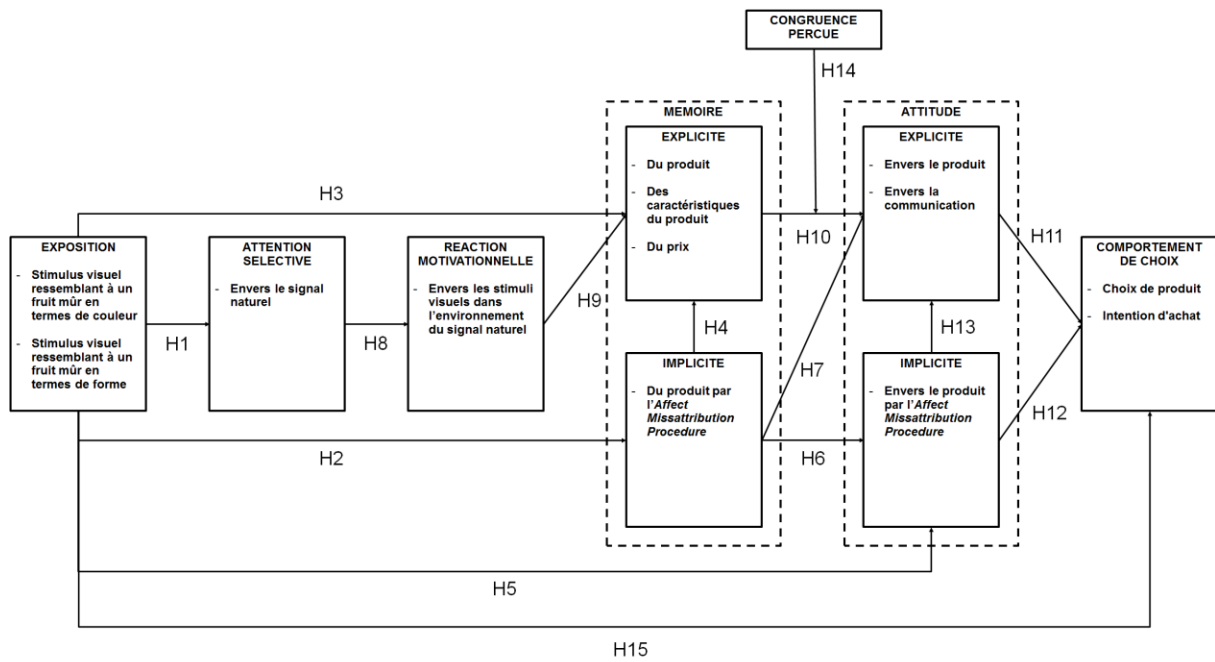 CONGRUENCE
PERCUE
H14
MEMOIRE
ATTITUDE
EXPLICITE
- Du produit
- Des
caractéristiques
du produit
- Du prix
EXPLICITE
- Envers le produit
- Envers la
communication
H3
H10
H11
EXPOSITION
- Stimulus visuel
ressemblant à un
fruit mûr en
termes de couleur
- Stimulus visuel
ressemblant à un
fruit mûr en
termes de forme
H1
ATTENTION
SELECTIVE
- Envers le signal
naturel
H8
REACTION
MOTIVATIONNELLE
- Envers les stimuli
visuels dans
l'environnement
du signal naturel
H9
COMPORTEMENT
DE CHOIX
- Choix de produit
- Intention d'achat
H4
H7
H13
IMPLICITE
- Du produit par
l'Affect
Missattribution
Procedure
IMPLICITE
- Envers le produit
par l'Affect
Missattribution
Procedure
H12
H2
H6
H5
H15